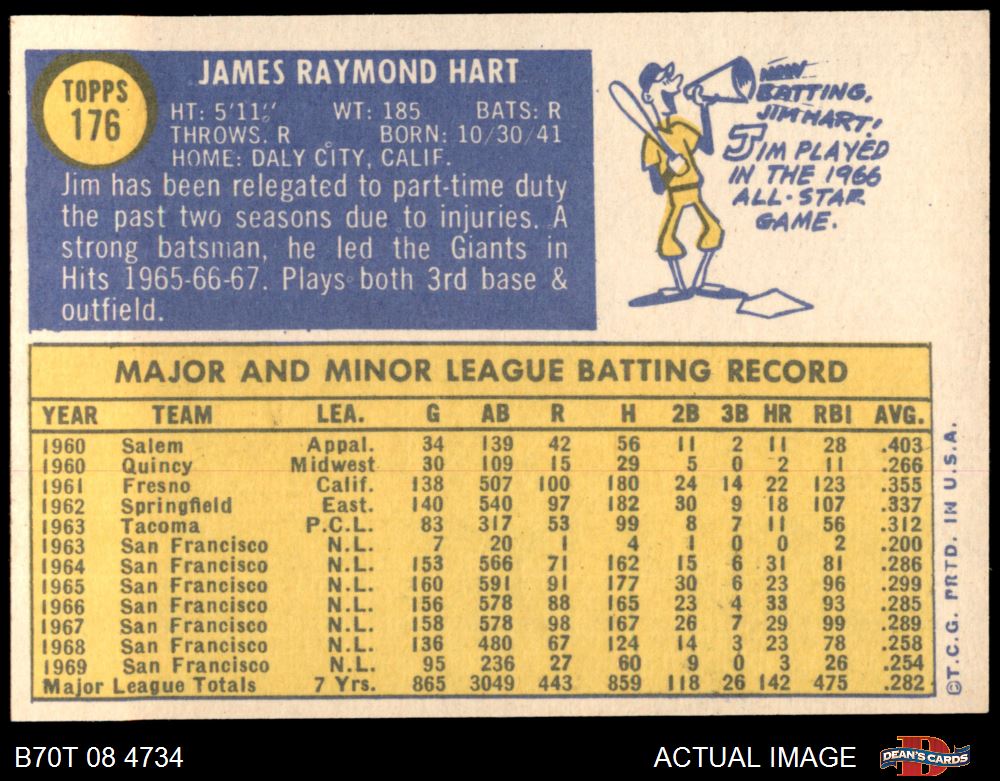 TOPPS
176
JAMES RAYMOND HART
HT: 5'11" WT: 185 BATS: R
THROWS. R BORN: 10/30/41
HOME: DALY CITY, CALIF.
Jim has been relegated to part-time duty
the past two seasons due to injuries. A
strong batsman, he led the Giants in
Hits 1965-66-67. Plays both 3rd base &
outfield.
NOW
BATTING,
JIM HART!
JIM PLAYED
IN THE 1966
ALL-STAR
GAME.
MAJOR AND MINOR LEAGUE BATTING RECORD
YEAR TEAM LEA. G AB R H 2B 3B HR RBI AVG.
1960 Salem Appal. 34 139 42 56 11 2 11 28 .403
1960 Quincy Midwest 30 109 15 29 5 0 2 11 .266
1961 Fresno Calif. 138 507 100 180 24 14 22 123 .355
1962 Springfield East. 140 540 97 182 30 9 18 107 .337
1963 Tacoma P.C.L. 83 317 53 99 8 7 11 56 .312
1963 San Francisco N.L. 7 20 1 4 1 0 0 2 .200
1964 San Francisco N.L. 153 566 71 162 15 6 31 81 .286
1965 San Francisco N.L. 160 591 91 177 30 6 23 96 .299
1966 San Francisco N.L. 156 578 88 165 23 4 33 93 .285
1967 San Francisco N.L. 158 578 98 167 26 7 29 99 .289
1968 San Francisco N.L. 136 480 67 124 14 3 23 78 .258
1969 San Francisco N.L. 95 236 27 60 9 0 3 26 .254
Major League Totals 7 Yrs. 865 3049 443 859 118 26 142 475 .282
©T.C.G. PRTD. IN U.S.A.
B70T 08 4734
ACTUAL IMAGE
DEAN'S CARDS